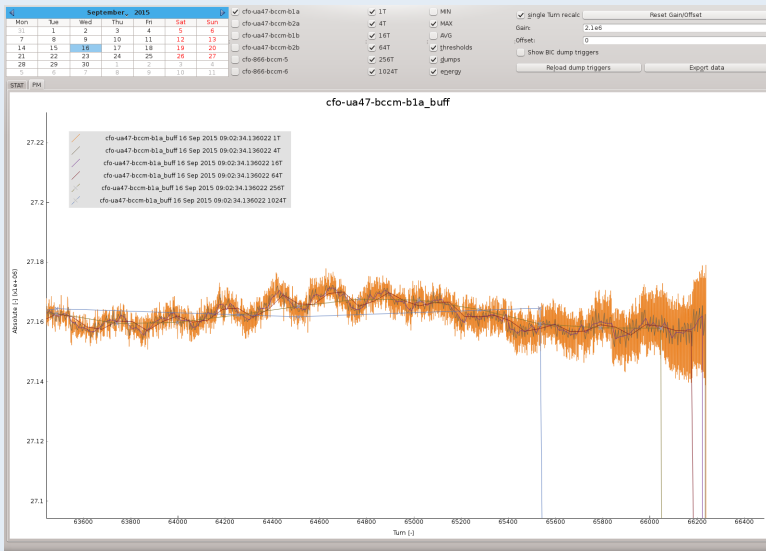 September, 2015
Mon Tue Wed Thu Fri Sat Sun
31 1 2 3 4 5 6
7 8 9 10 11 12 13
14 15 16 17 18 19 20
21 22 23 24 25 26 27
28 29 30 1 2 3 4
5 6 7 8 9 10 11
cfo-ua47-bccm-b1a
cfo-ua47-bccm-b2a
cfo-ua47-bccm-b1b
cfo-ua47-bccm-b2b
cfo-866-bccm-5
cfo-866-bccm-6
1T
4T
16T
64T
256T
1024T
MIN
MAX
AVG
thresholds
dumps
energy
single Turn recalc
Reset Gain/Offset
Gain:
2.1e6
Offset:
0
Show BIC dump triggers
Reload dump triggers
Export data
STAT PM
cfo-ua47-bccm-b1a_buff
cfo-ua47-bccm-b1a_buff 16 Sep 2015 09:02:34.136022 1T
cfo-ua47-bccm-b1a_buff 16 Sep 2015 09:02:34.136022 4T
cfo-ua47-bccm-b1a_buff 16 Sep 2015 09:02:34.136022 16T
cfo-ua47-bccm-b1a_buff 16 Sep 2015 09:02:34.136022 64T
cfo-ua47-bccm-b1a_buff 16 Sep 2015 09:02:34.136022 256T
cfo-ua47-bccm-b1a_buff 16 Sep 2015 09:02:34.136022 1024T
Absolute [-] (x1e+06)
27.22
27.2
27.18
27.16
27.14
27.12
27.1
63600 63800 64000 64200 64400 64600 64800 65000 65200 65400 65600 65800 66000 66200 66400
Turn [-]